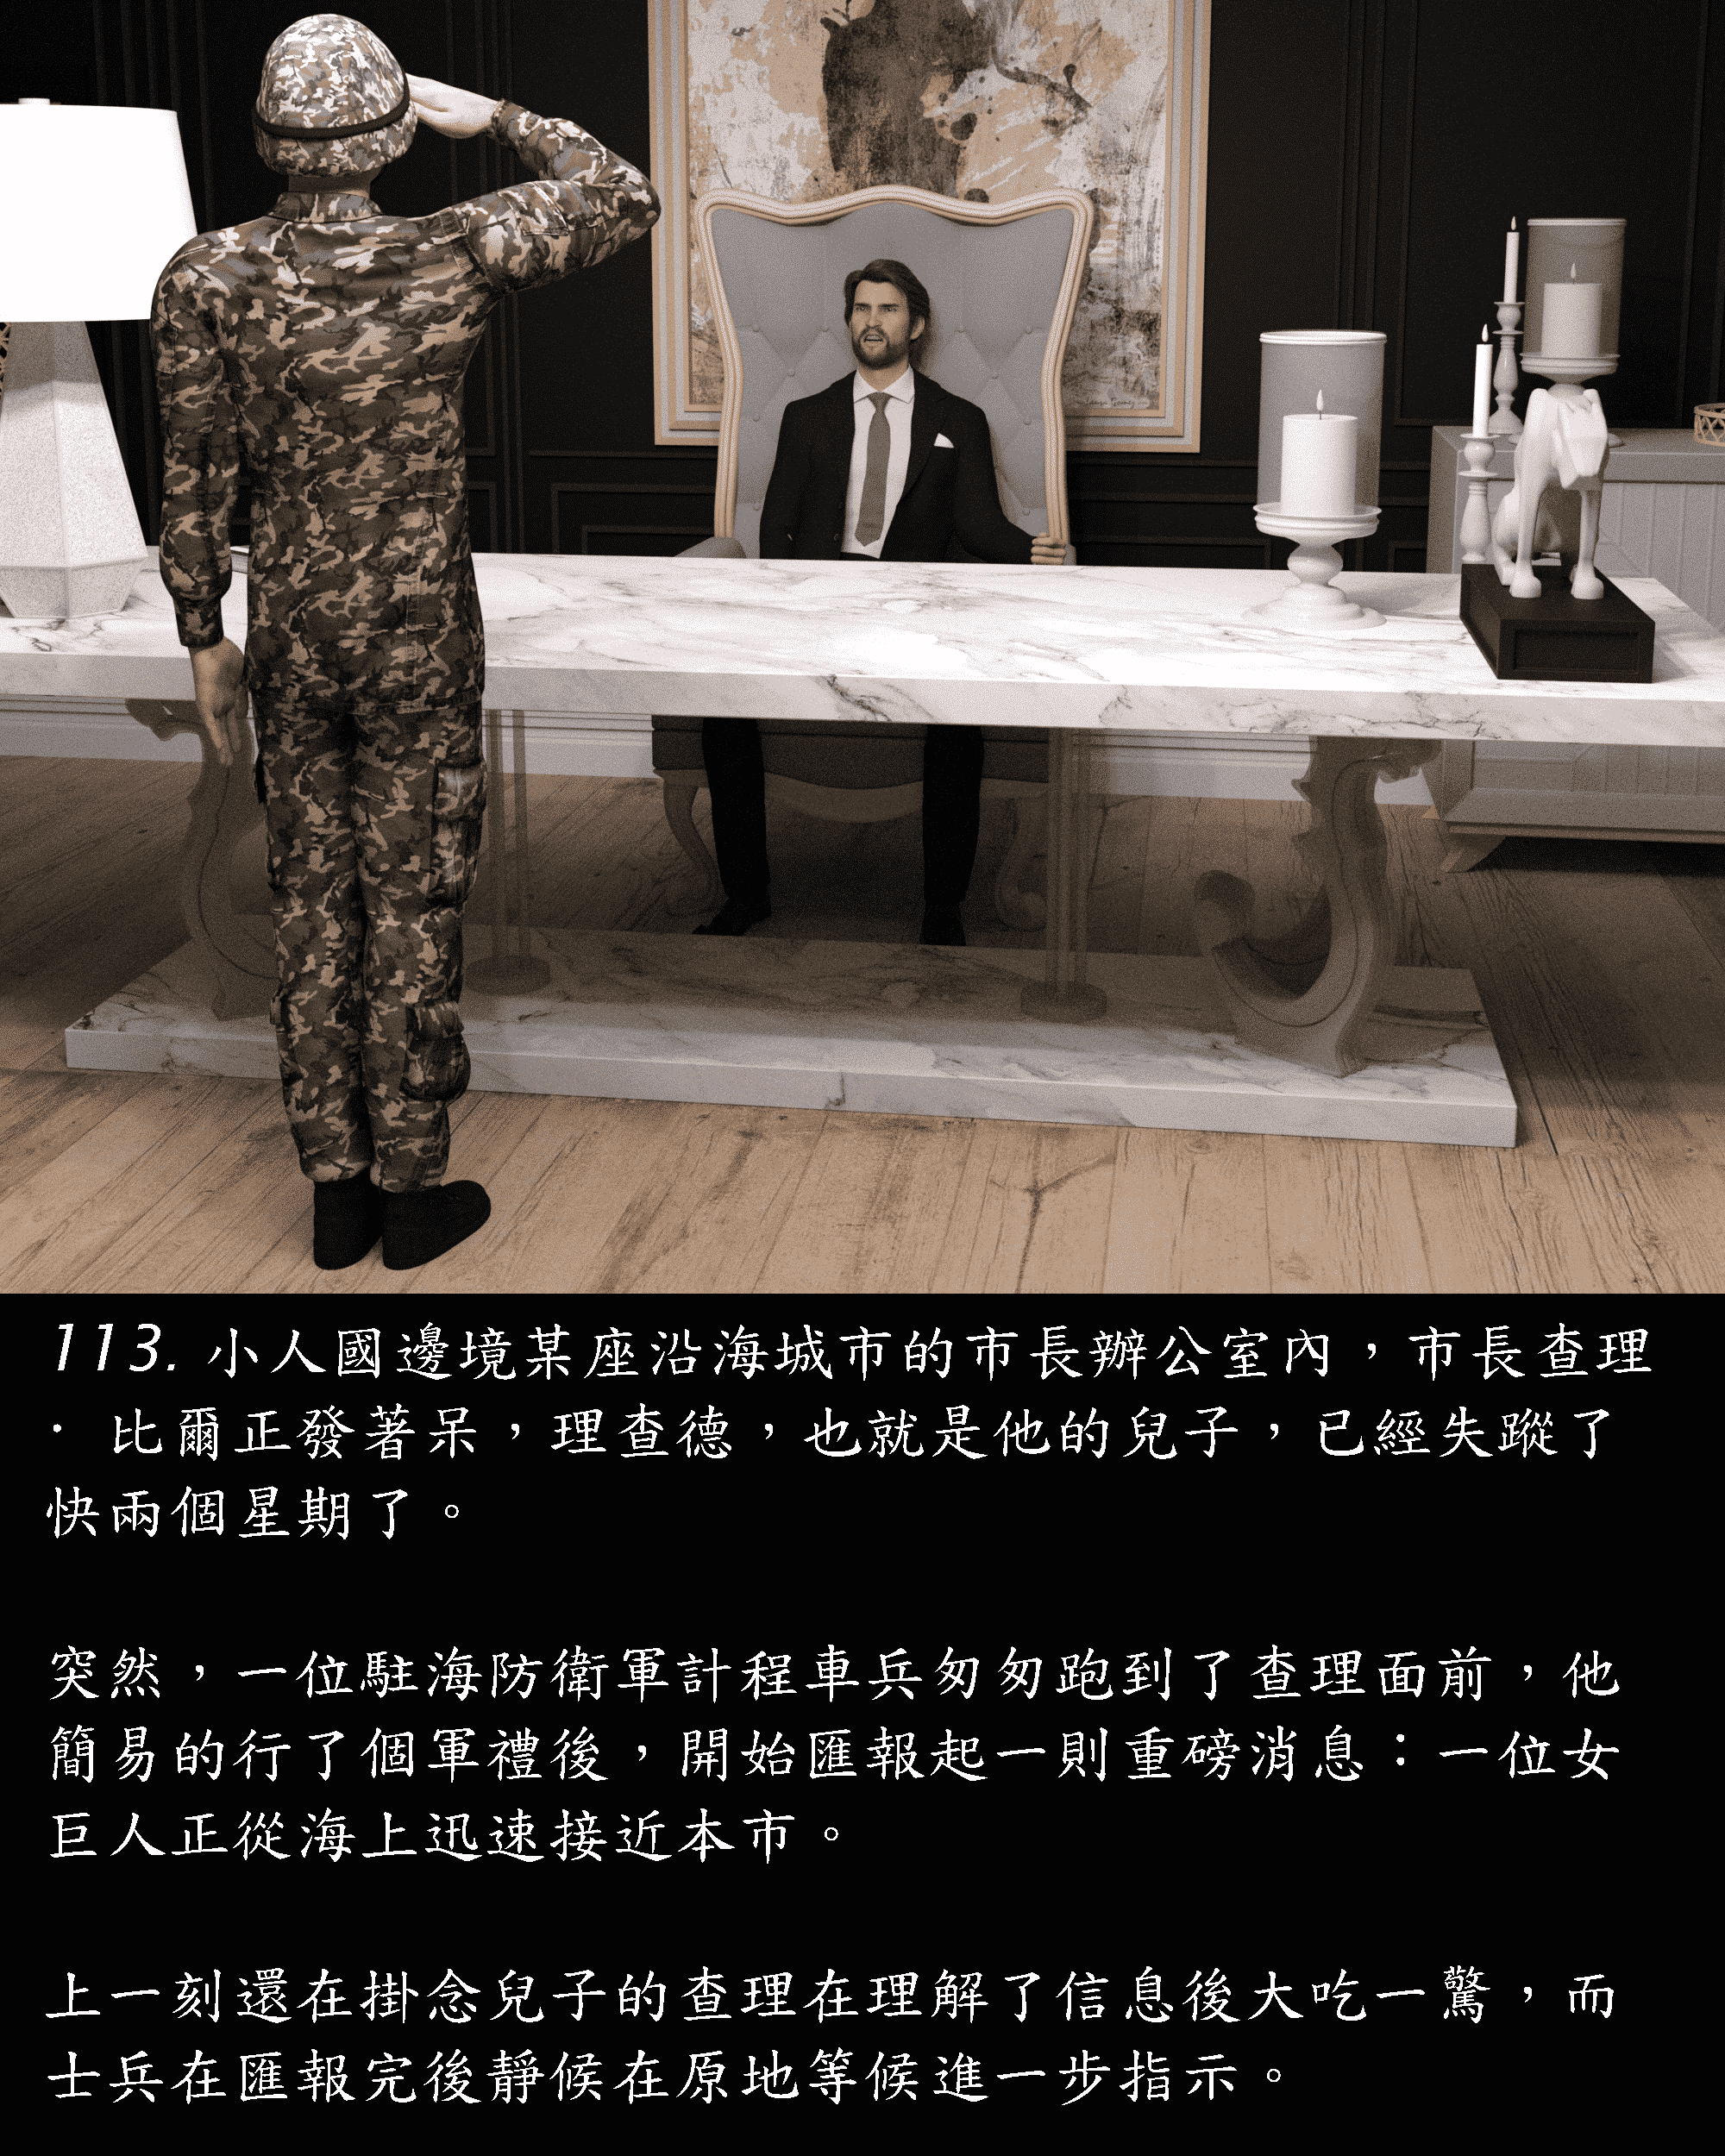 113. 小人國邊境某座沿海城市的市長辦公室內，市長查理
· 比爾正發著呆，理查德，也就是他的兒子，已經失蹤了
快兩個星期了。
突然，一位駐海防衛軍計程車兵匆匆跑到了查理面前，他
簡易的行了個軍禮後，開始匯報起一則重磅消息：一位女
巨人正從海上迅速接近本市。
上一刻還在掛念兒子的查理在理解了信息後大吃一驚，而
士兵在匯報完後靜候在原地等候進一步指示。